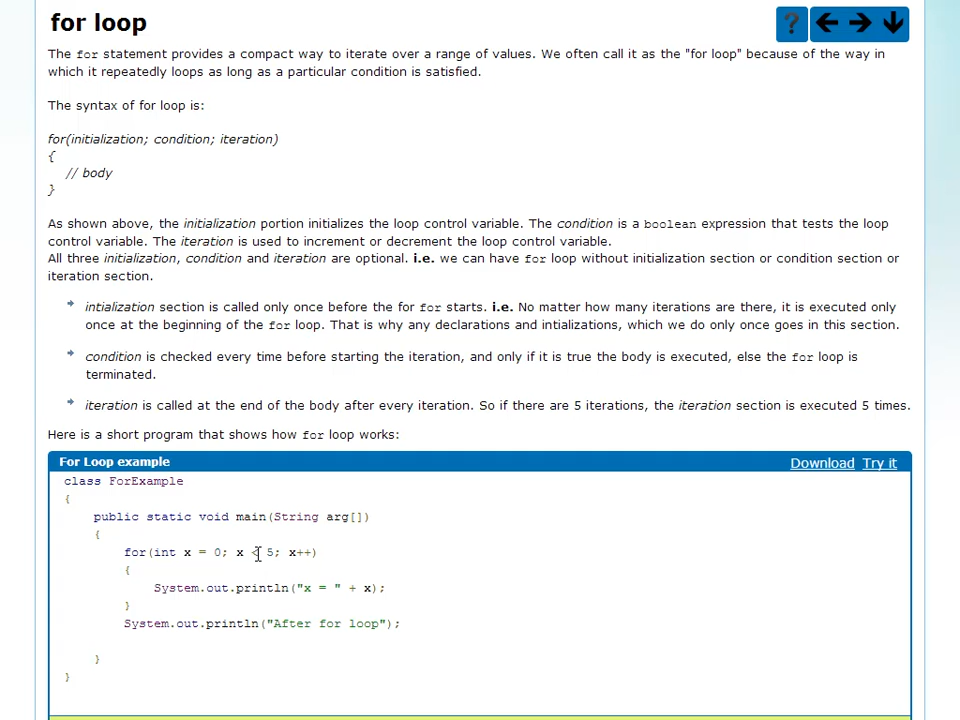 for loop
?
The for statement provides a compact way to iterate over a range of values. We often call it as the "for loop" because of the way in
which it repeatedly loops as long as a particular condition is satisfied.
The syntax of for loop is:
for(initialization; condition; iteration)
{
// body
}
As shown above, the initialization portion initializes the loop control variable. The condition is a boolean expression that tests the loop
control variable. The iteration is used to increment or decrement the loop control variable.
All three initialization, condition and iteration are optional. i.e. we can have for loop without initialization section or condition section or
iteration section.
intialization section is called only once before the for for starts. i.e. No matter how many iterations are there, it is executed only
once at the beginning of the for loop. That is why any declarations and intializations, which we do only once goes in this section.
condition is checked every time before starting the iteration, and only if it is true the body is executed, else the for loop is
terminated.
iteration is called at the end of the body after every iteration. So if there are 5 iterations, the iteration section is executed 5 times.
Here is a short program that shows how for loop works:
For Loop example Download Try it
class ForExample
{
public static void main(String arg[])
{
for(int x = 0; x < 5; x++)
{
System.out.println("x = " + x);
}
System.out.println("After for loop");
}
}